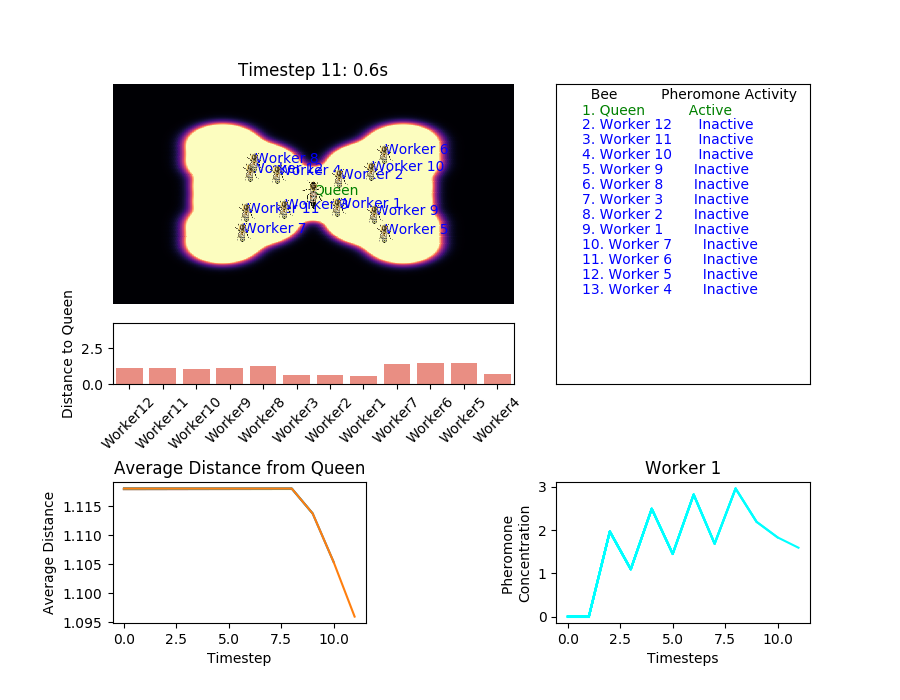 Timestep 11: 0.6s
Worker 6
Worker 8
Worker 12
Worker 4
Worker 10
Worker 2
Queen
Worker 1
Worker 11
Worker 9
Worker 7
Worker 5
Bee Pheromone Activity
1. Queen Active
2. Worker 12 Inactive
3. Worker 11 Inactive
4. Worker 10 Inactive
5. Worker 9 Inactive
6. Worker 8 Inactive
7. Worker 3 Inactive
8. Worker 2 Inactive
9. Worker 1 Inactive
10. Worker 7 Inactive
11. Worker 6 Inactive
12. Worker 5 Inactive
13. Worker 4 Inactive
Distance to Queen
2.5
0.0
Worker12
Worker11
Worker10
Worker9
Worker8
Worker3
Worker2
Worker1
Worker7
Worker6
Worker5
Worker4
Average Distance from Queen
Average Distance
1.115
1.110
1.105
1.100
1.095
0.0 2.5 5.0 7.5 10.0
Timestep
Worker 1
Pheromone
Concentration
3
2
1
0
0.0 2.5 5.0 7.5 10.0
Timesteps